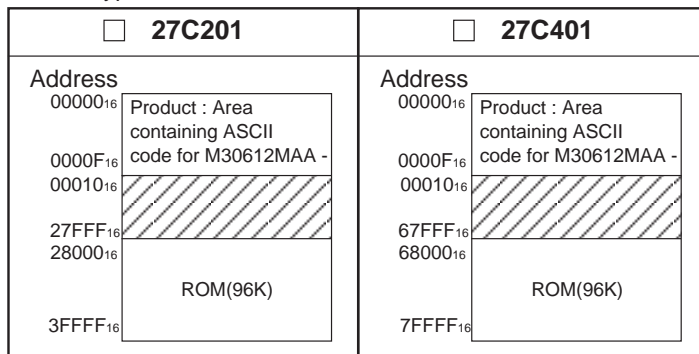 ☐ 27C201
Address
00000₁₆
Product : Area
containing ASCII
code for M30612MAA -
0000F₁₆
00010₁₆
27FFF₁₆
28000₁₆
ROM(96K)
3FFFF₁₆
☐ 27C401
Address
00000₁₆
Product : Area
containing ASCII
code for M30612MAA -
0000F₁₆
00010₁₆
67FFF₁₆
68000₁₆
ROM(96K)
7FFFF₁₆